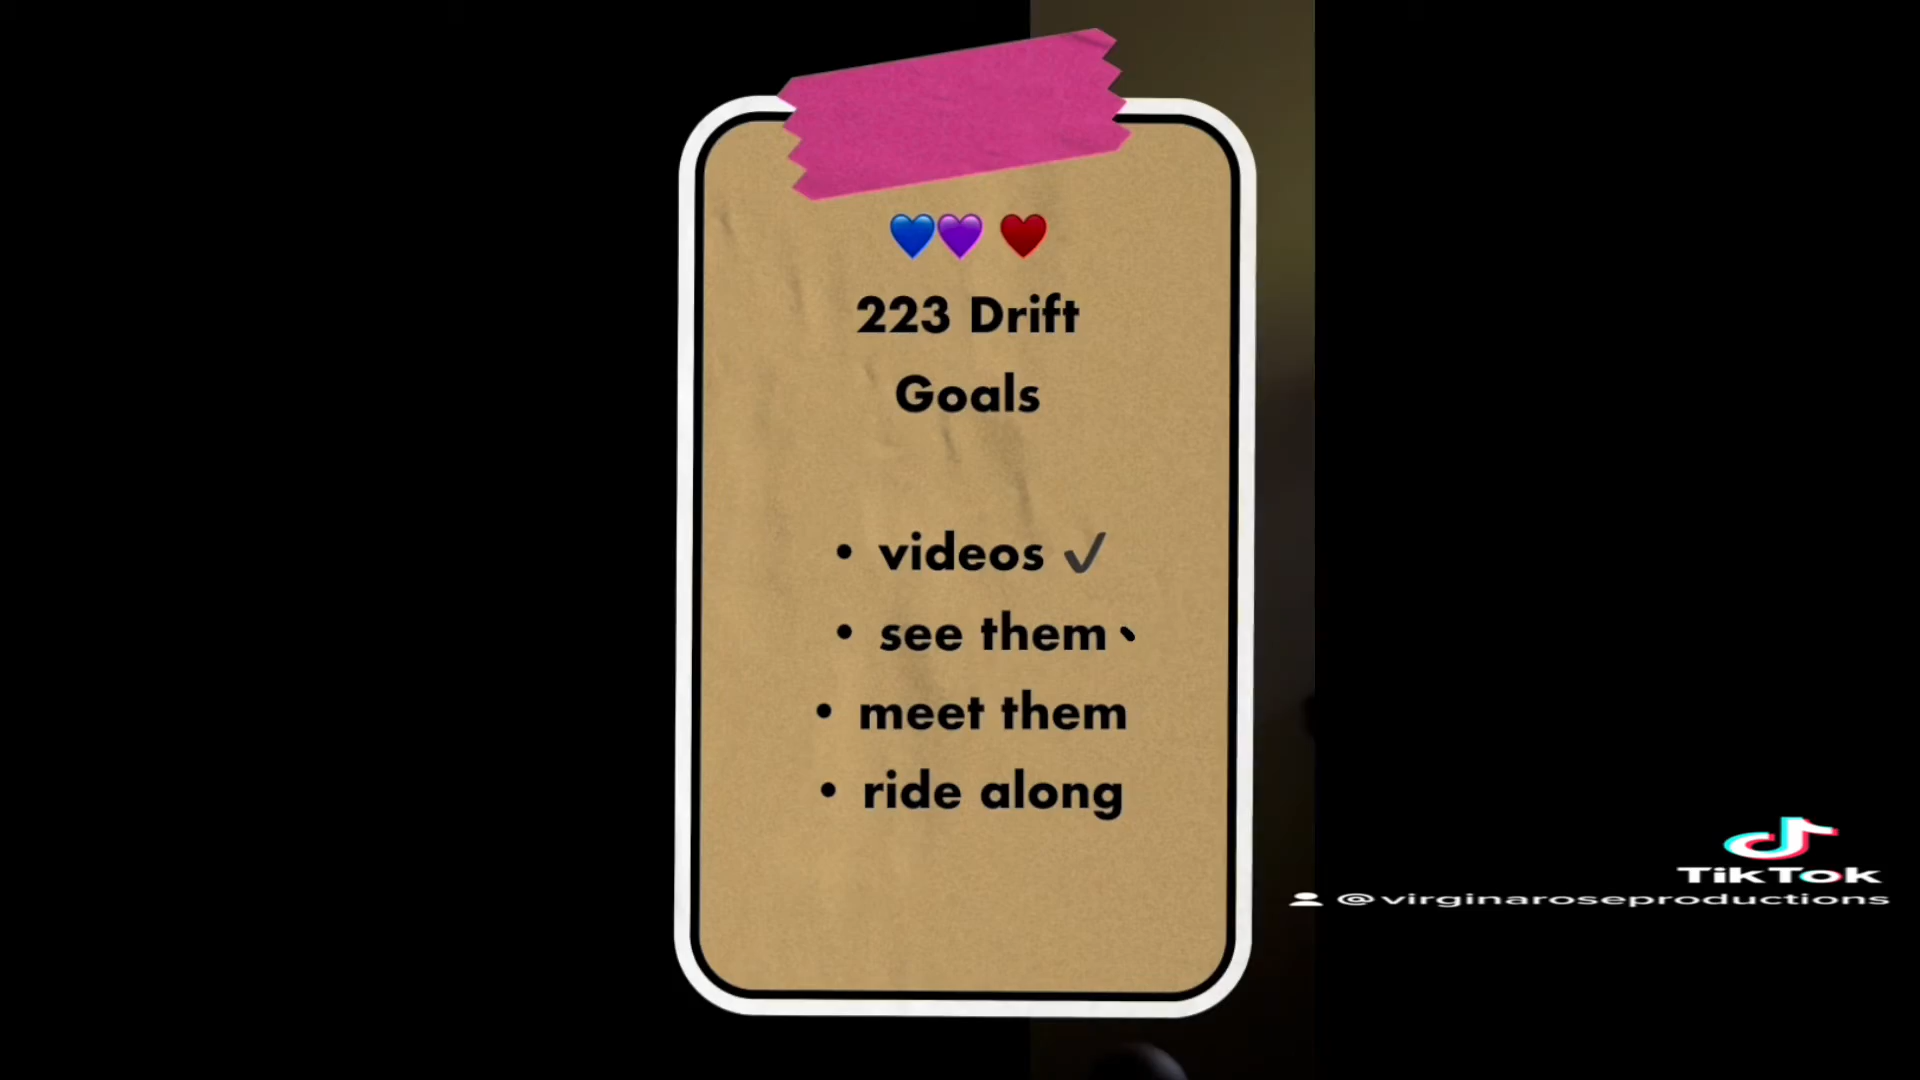 💙💜 ❤️
223 Drift
Goals
• videos ✓
• see them
• meet them
• ride along
TikTok
@virginaroseproductions